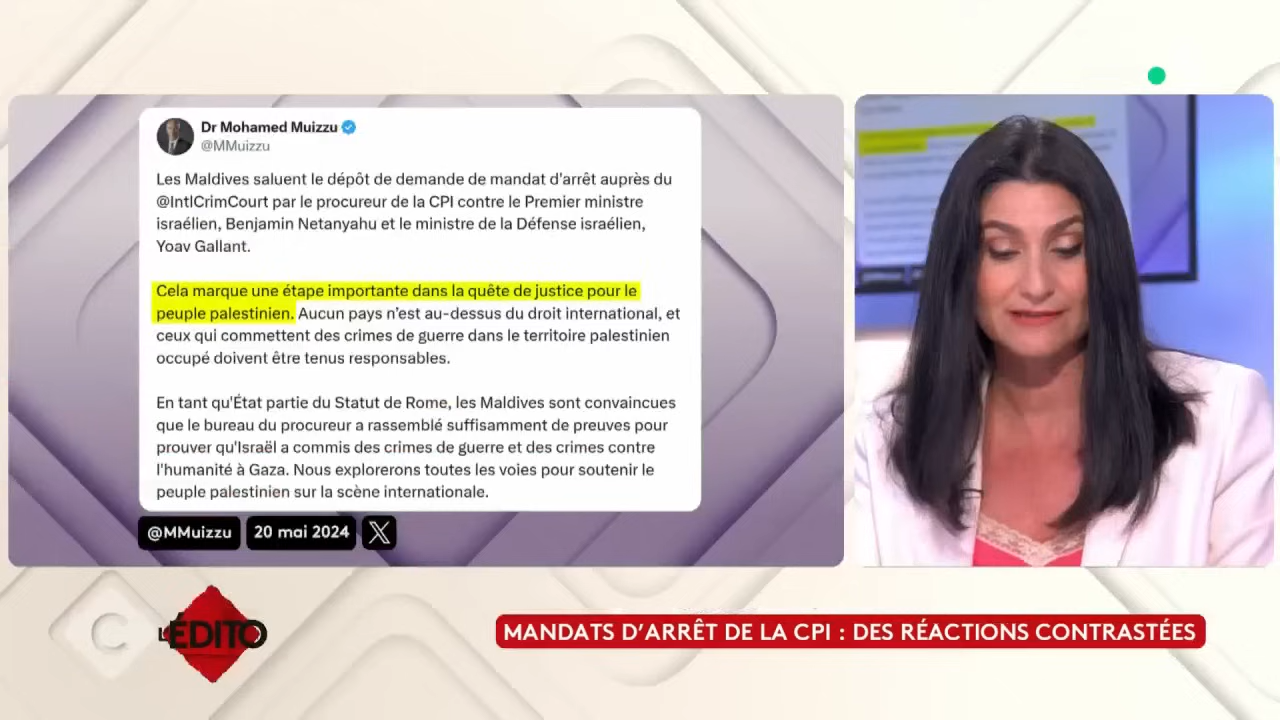 Dr Mohamed Muizzu
@MMuizzu
Les Maldives saluent le dépôt de demande de mandat d'arrêt auprès du
@IntlCrimCourt par le procureur de la CPI contre le Premier ministre
israélien, Benjamin Netanyahu et le ministre de la Défense israélien,
Yoav Gallant.
Cela marque une étape importante dans la quête de justice pour le
peuple palestinien. Aucun pays n’est au-dessus du droit international, et
ceux qui commettent des crimes de guerre dans le territoire palestinien
occupé doivent être tenus responsables.
En tant qu'État partie du Statut de Rome, les Maldives sont convaincues
que le bureau du procureur a rassemblé suffisamment de preuves pour
prouver qu'Israël a commis des crimes de guerre et des crimes contre
l'humanité à Gaza. Nous explorerons toutes les voies pour soutenir le
peuple palestinien sur la scène internationale.
@MMuizzu 20 mai 2024 X
C
L'ÉDITO
MANDATS D’ARRÊT DE LA CPI : DES RÉACTIONS CONTRASTÉES